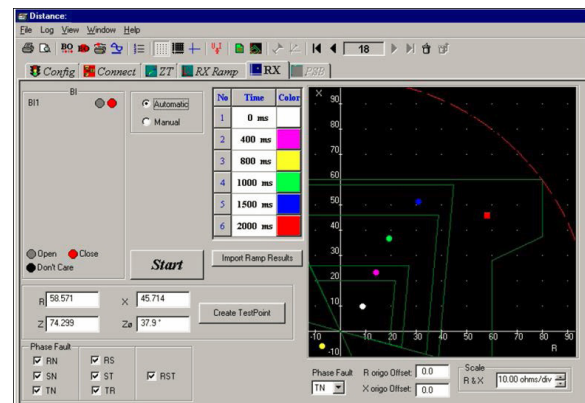 Distance:
File Log View Window Help
BO
18
Config Connect ZT RX Ramp RX PSB
BI
BI1
Open Close
Don't Care
Automatic
Manual
Start
No Time Color
1 0 ms
2 400 ms
3 800 ms
4 1000 ms
5 1500 ms
6 2000 ms
Import Ramp Results
R 58.571 X 45.714
Z 74.299 Zø 37.9 °
Create TestPoint
Phase Fault
RN RS
SN ST RST
TN TR
X
90
80
70
60
50
40
30
20
10
-10 10 20 30 40 50 60 70 80 90
-10
R
Phase Fault R origo Offset: 0.0
TN X origo Offset: 0.0
Scale
R & X 10.00 ohms/div